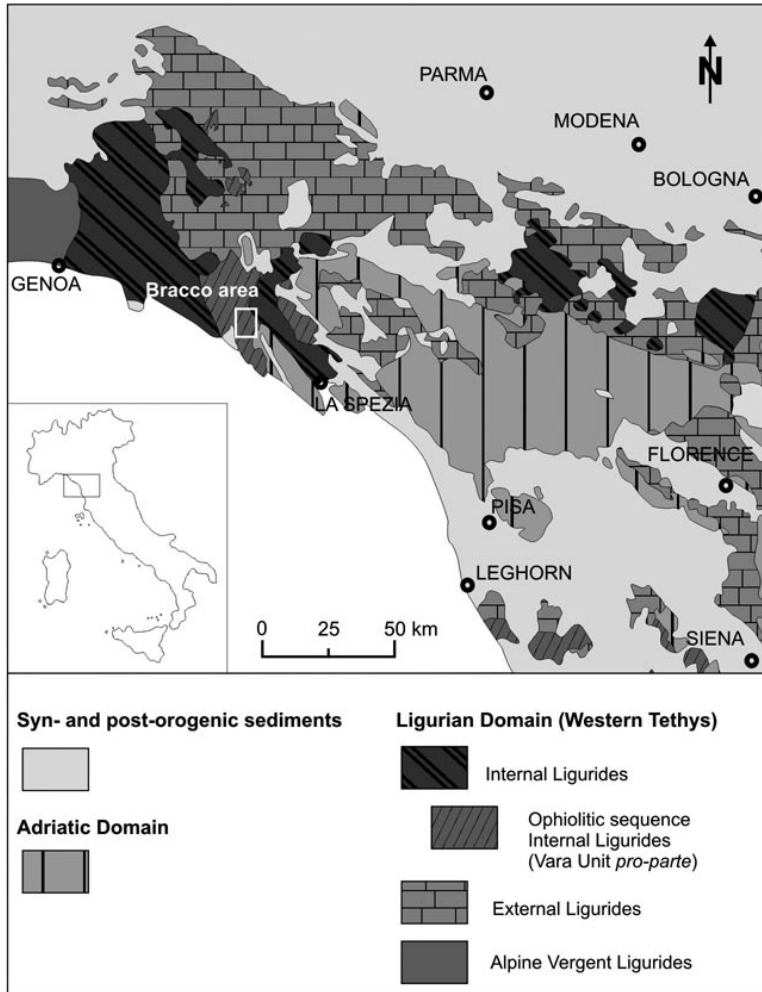 N
PARMA
MODENA
BOLOGNA
GENOA
Bracco area
LA SPEZIA
FLORENCE
PISA
LEGHORN
SIENA
0 25 50 km
Syn- and post-orogenic sediments
Adriatic Domain
Ligurian Domain (Western Tethys)
Internal Ligurides
Ophiolitic sequence
Internal Ligurides
(Vara Unit pro-parte)
External Ligurides
Alpine Vergent Ligurides